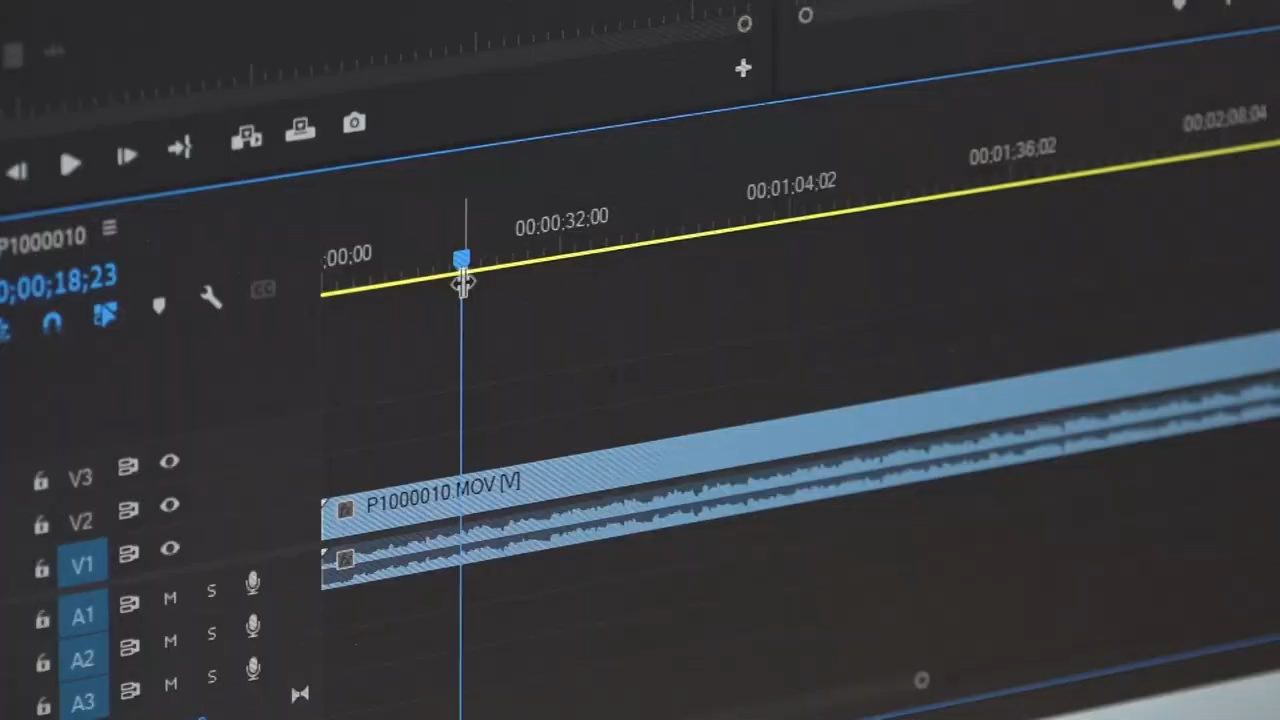 00;02;08;04
00;01;36;02
00;01;04;02
00;00;32;00
;00;00
P1000010
0;00;18;23
CC
P1000010.MOV [V]
V3
V2
V1
A1 M S
A2 M S
A3 M S